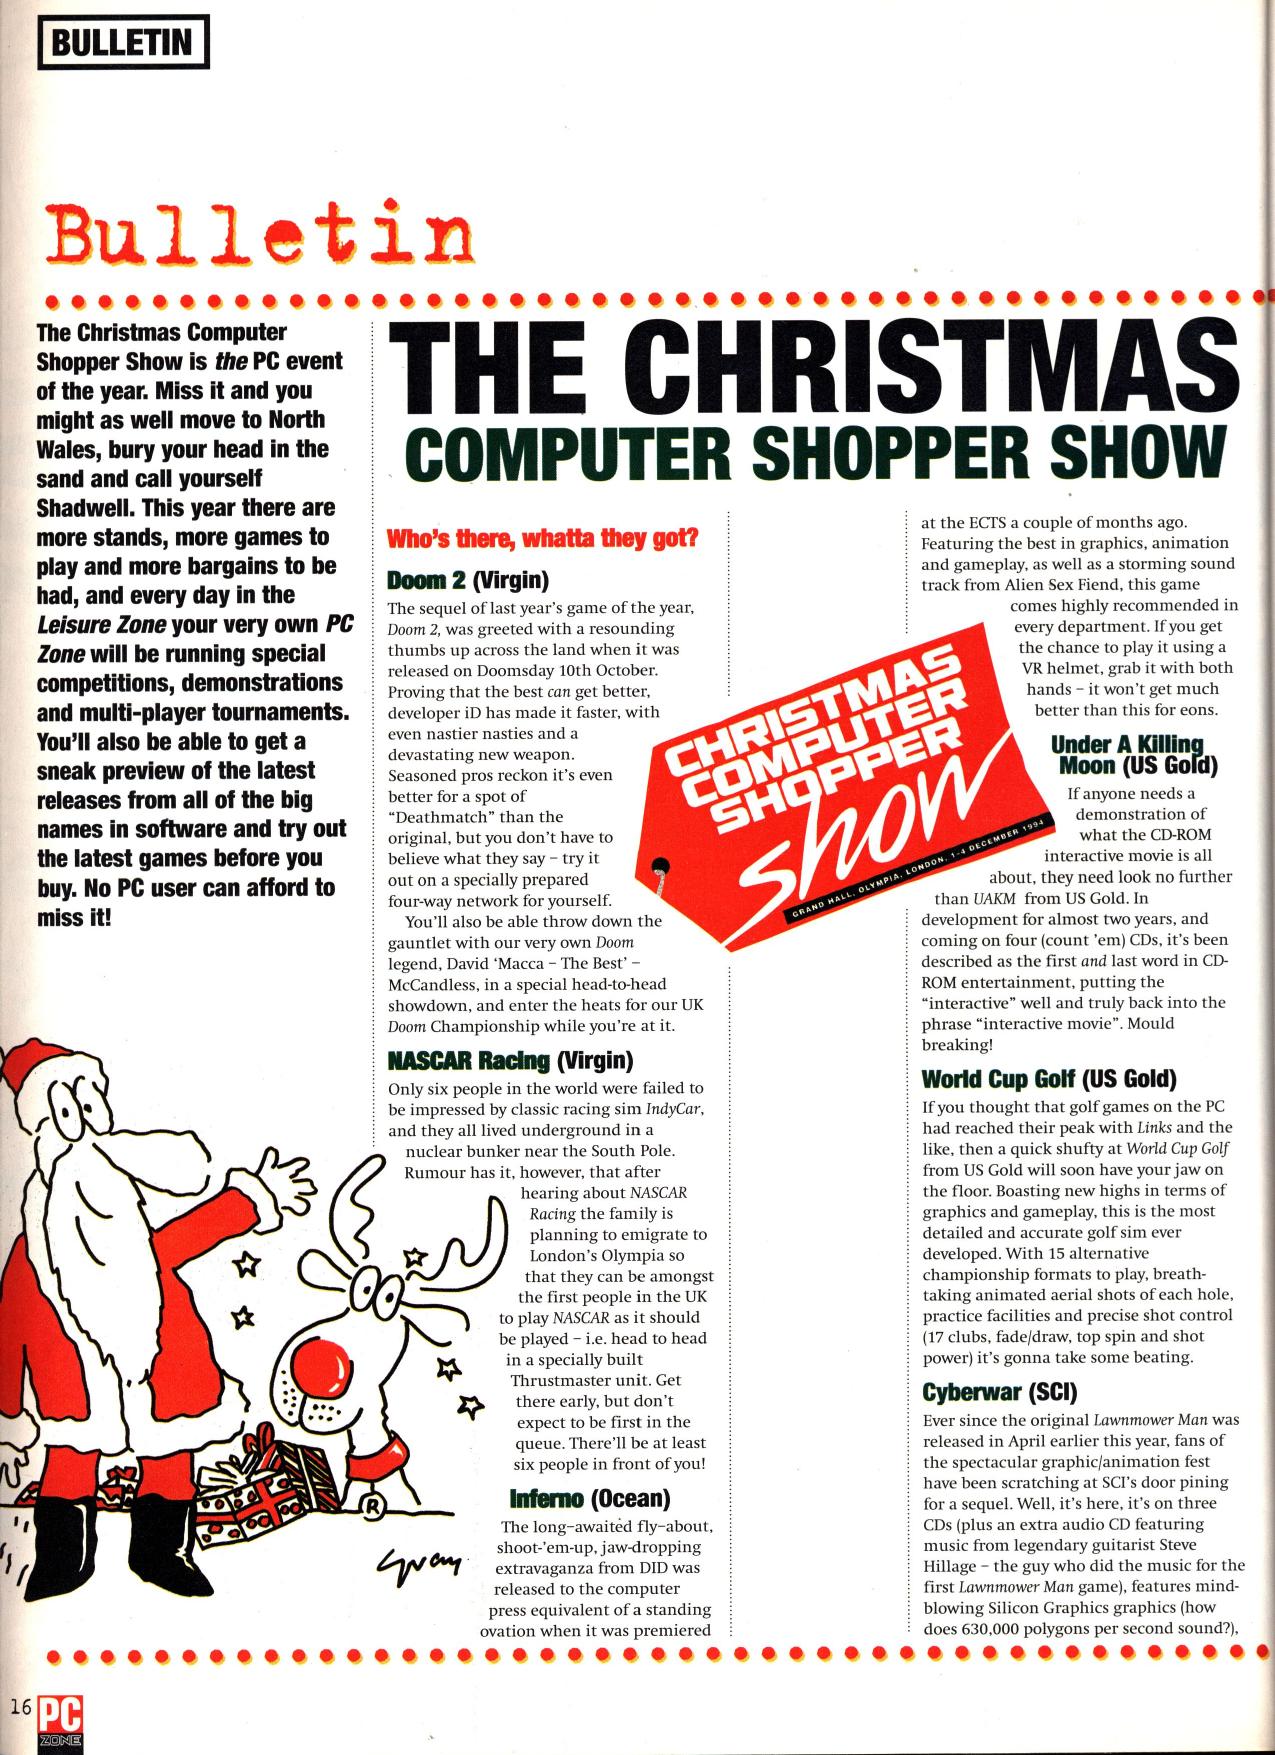 BULLETIN
Bulletin
The Christmas Computer
Shopper Show is the PC event
of the year. Miss it and you
might as well move to North
Wales, bury your head in the
sand and call yourself
Shadwell. This year there are
more stands, more games to
play and more bargains to be
had, and every day in the
Leisure Zone your very own PC
Zone will be running special
competitions, demonstrations
and multi-player tournaments.
You'll also be able to get a
sneak preview of the latest
releases from all of the big
names in software and try out
the latest games before you
buy. No PC user can afford to
miss it!
THE CHRISTMAS
COMPUTER SHOPPER SHOW
Who's there, whatta they got?
Doom 2 (Virgin)
The sequel of last year's game of the year,
Doom 2, was greeted with a resounding
thumbs up across the land when it was
released on Doomsday 10th October.
Proving that the best can get better,
developer iD has made it faster, with
even nastier nasties and a
devastating new weapon.
Seasoned pros reckon it's even
better for a spot of
"Deathmatch" than the
original, but you don't have to
believe what they say – try it
out on a specially prepared
four-way network for yourself.
You'll also be able throw down the
gauntlet with our very own Doom
legend, David 'Macca – The Best' –
McCandless, in a special head-to-head
showdown, and enter the heats for our UK
Doom Championship while you're at it.
NASCAR Racing (Virgin)
Only six people in the world were failed to
be impressed by classic racing sim IndyCar,
and they all lived underground in a
nuclear bunker near the South Pole.
Rumour has it, however, that after
hearing about NASCAR
Racing the family is
planning to emigrate to
London's Olympia so
that they can be amongst
the first people in the UK
to play NASCAR as it should
be played – i.e. head to head
in a specially built
Thrustmaster unit. Get
there early, but don't
expect to be first in the
queue. There'll be at least
six people in front of you!
Inferno (Ocean)
The long-awaited fly-about,
shoot-'em-up, jaw-dropping
extravaganza from DID was
released to the computer
press equivalent of a standing
ovation when it was premiered
CHRISTMAS
COMPUTER
SHOPPER
show
GRAND HALL, OLYMPIA, LONDON, 1-4 DECEMBER 1994
at the ECTS a couple of months ago.
Featuring the best in graphics, animation
and gameplay, as well as a storming sound
track from Alien Sex Fiend, this game
comes highly recommended in
every department. If you get
the chance to play it using a
VR helmet, grab it with both
hands – it won't get much
better than this for eons.
Under A Killing
Moon (US Gold)
If anyone needs a
demonstration of
what the CD-ROM
interactive movie is all
about, they need look no further
than UAKM from US Gold. In
development for almost two years, and
coming on four (count 'em) CDs, it's been
described as the first and last word in CD-
ROM entertainment, putting the
"interactive" well and truly back into the
phrase "interactive movie". Mould
breaking!
World Cup Golf (US Gold)
If you thought that golf games on the PC
had reached their peak with Links and the
like, then a quick shufty at World Cup Golf
from US Gold will soon have your jaw on
the floor. Boasting new highs in terms of
graphics and gameplay, this is the most
detailed and accurate golf sim ever
developed. With 15 alternative
championship formats to play, breath-
taking animated aerial shots of each hole,
practice facilities and precise shot control
(17 clubs, fade/draw, top spin and shot
power) it's gonna take some beating.
Cyberwar (SCI)
Ever since the original Lawnmower Man was
released in April earlier this year, fans of
the spectacular graphic/animation fest
have been scratching at SCI's door pining
for a sequel. Well, it's here, it's on three
CDs (plus an extra audio CD featuring
music from legendary guitarist Steve
Hillage – the guy who did the music for the
first Lawnmower Man game), features mind-
blowing Silicon Graphics graphics (how
does 630,000 polygons per second sound?),
R
16
PC
ZONE